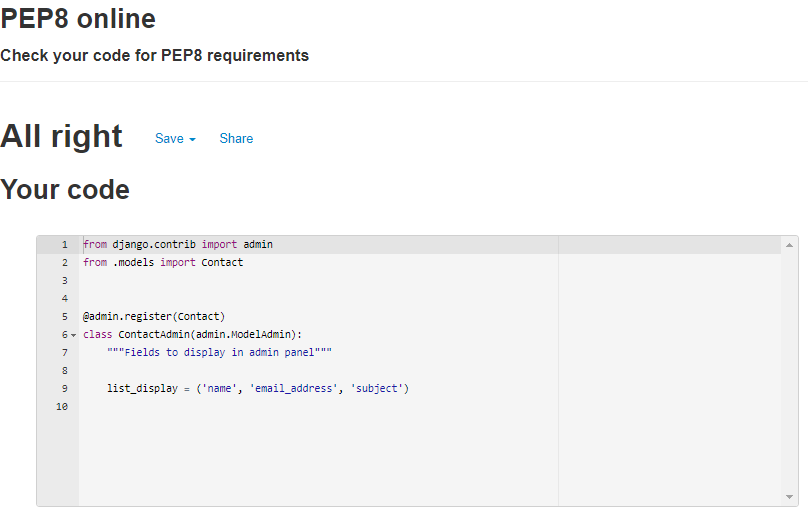 PEP8 online
Check your code for PEP8 requirements
All right Save Share
Your code
1 from django.contrib import admin
2 from .models import Contact
3
4
5 @admin.register(Contact)
6 class ContactAdmin(admin.ModelAdmin):
7     """Fields to display in admin panel"""
8
9     list_display = ('name', 'email_address', 'subject')
10